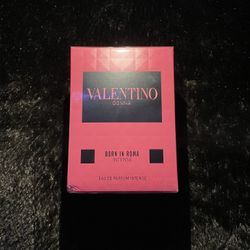 VALENTINO
DONNA
BORN IN ROMA
INTENSE
EAU DE PARFUM INTENSE